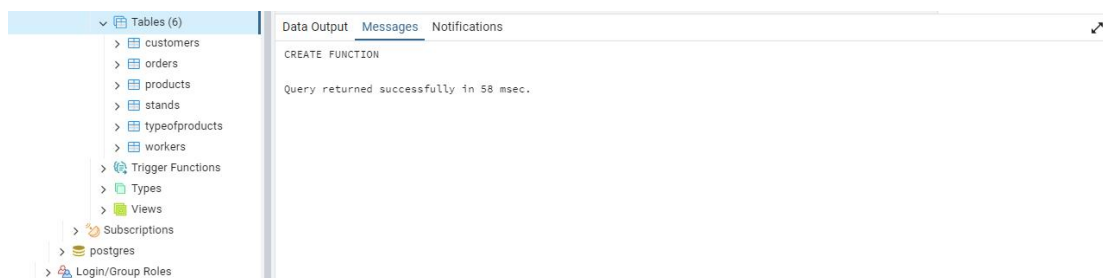 Tables (6)
customers
orders
products
stands
typeofproducts
workers
Trigger Functions
Types
Views
Subscriptions
postgres
Login/Group Roles
Data Output Messages Notifications
CREATE FUNCTION
Query returned successfully in 58 msec.